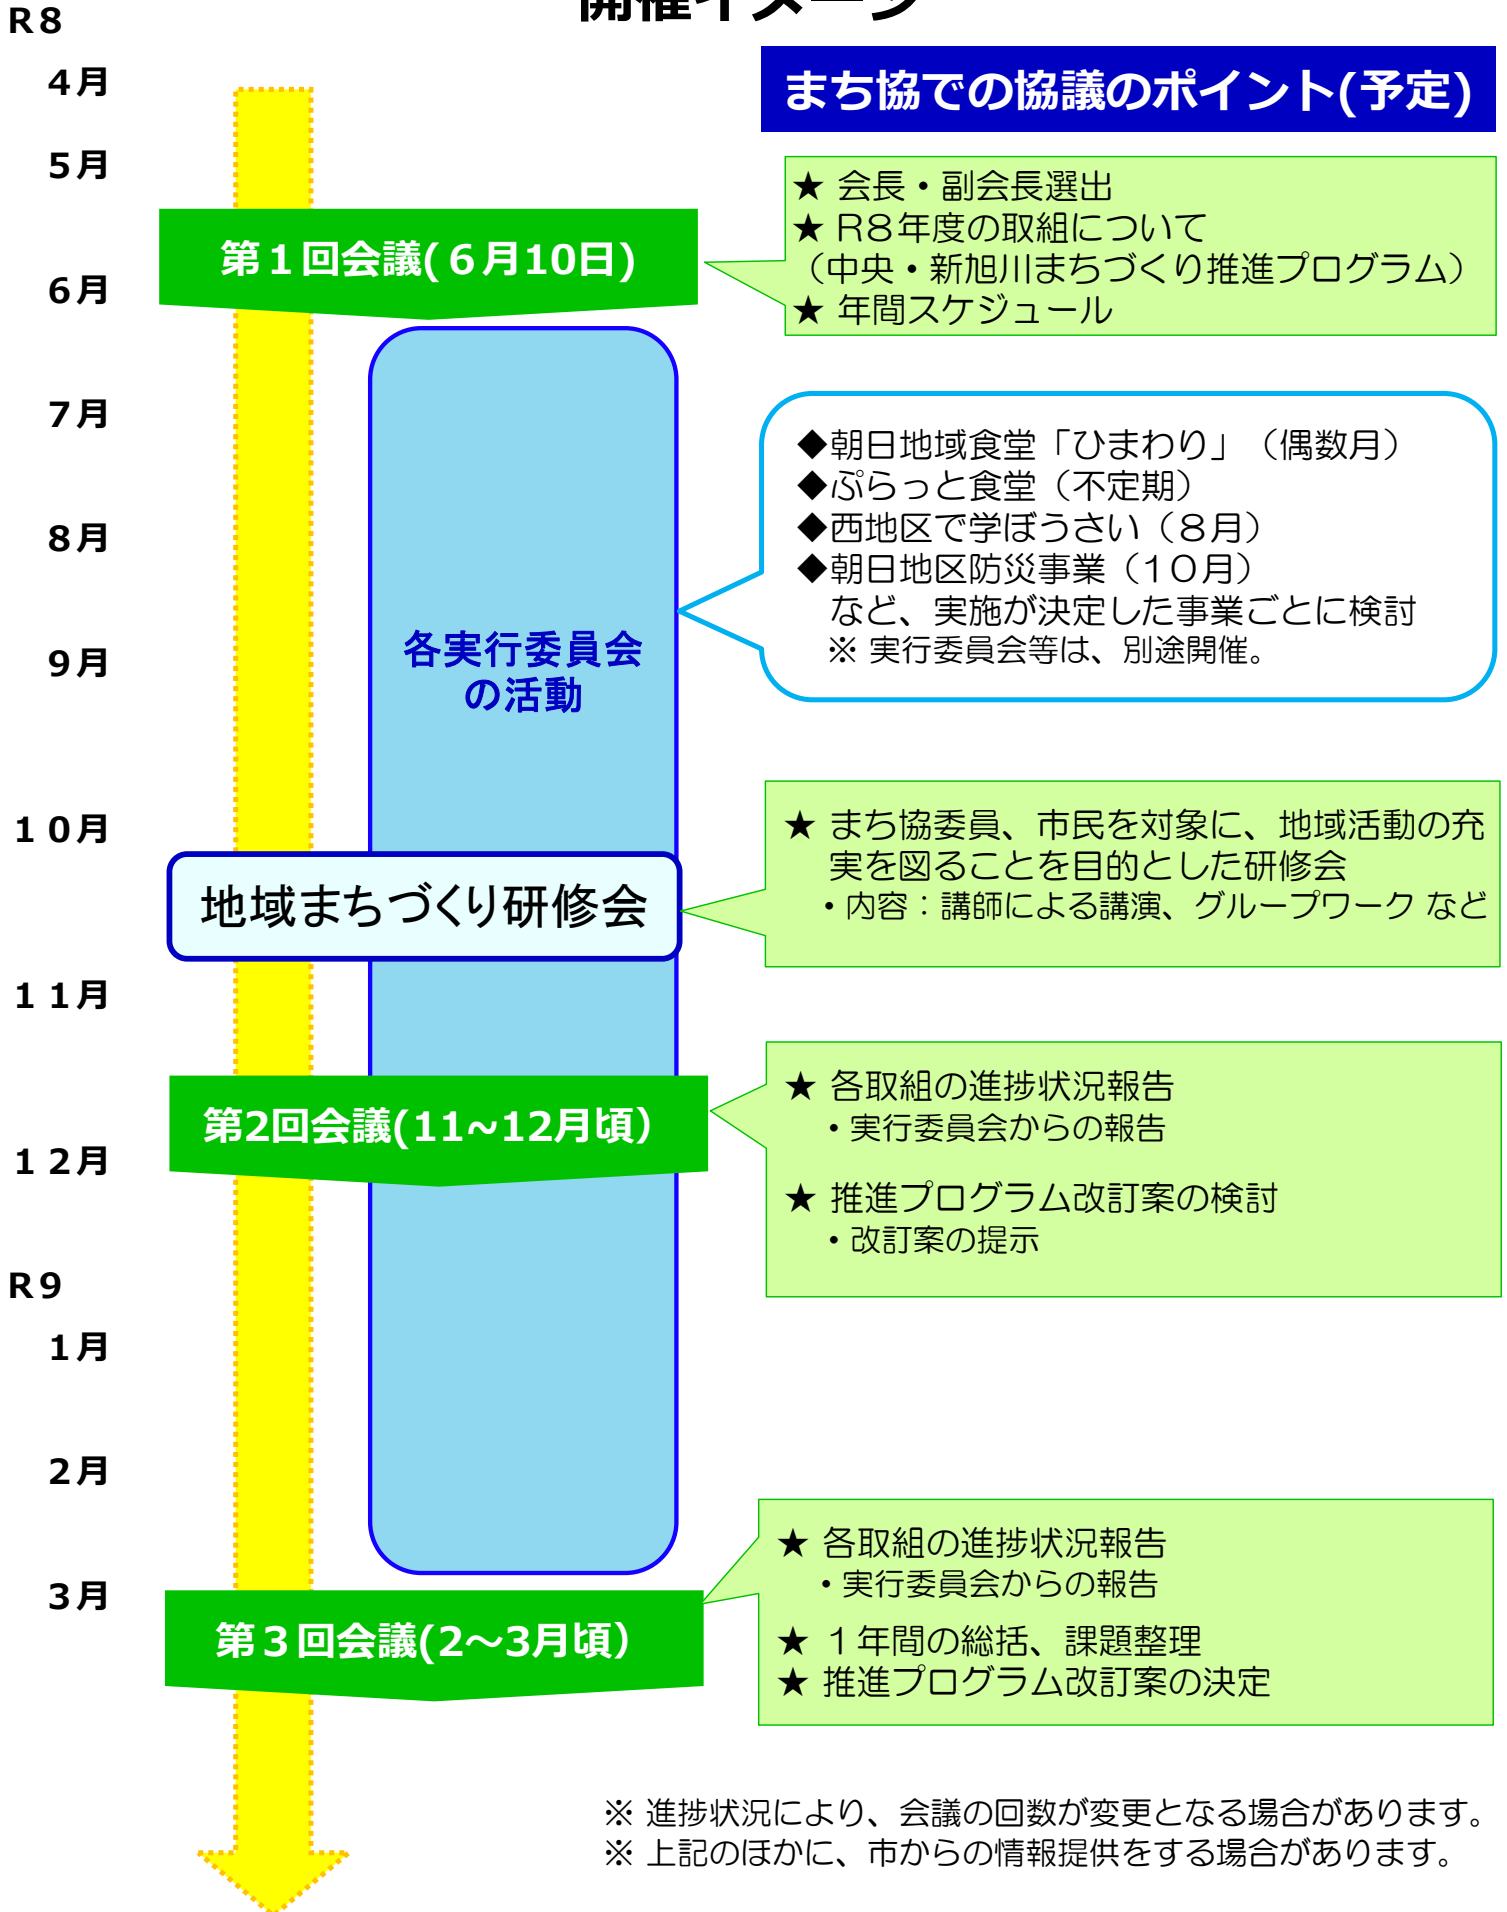 開催イメージ
R８
４月
まち協での協議のポイント(予定)
５月
★ 会長・副会長選出
★ R８年度の取組について
（中央・新旭川まちづくり推進プログラム）
★ 年間スケジュール
第１回会議(６月10日)
６月
７月
◆朝日地域食堂「ひまわり」（偶数月）
◆ぷらっと食堂（不定期）
◆西地区で学ぼうさい（８月）
◆朝日地区防災事業（１０月）
など、実施が決定した事業ごとに検討
※ 実行委員会等は、別途開催。
８月
９月
各実行委員会
の活動
１０月
★ まち協委員、市民を対象に、地域活動の充
実を図ることを目的とした研修会
・内容：講師による講演、グループワーク など
地域まちづくり研修会
１１月
★ 各取組の進捗状況報告
・実行委員会からの報告
★ 推進プログラム改訂案の検討
・改訂案の提示
第2回会議(11~12月頃）
１２月
R９
１月
２月
★ 各取組の進捗状況報告
・実行委員会からの報告
★ １年間の総括、課題整理
★ 推進プログラム改訂案の決定
３月
第３回会議(2～3月頃）
※ 進捗状況により、会議の回数が変更となる場合があります。
※ 上記のほかに、市からの情報提供をする場合があります。